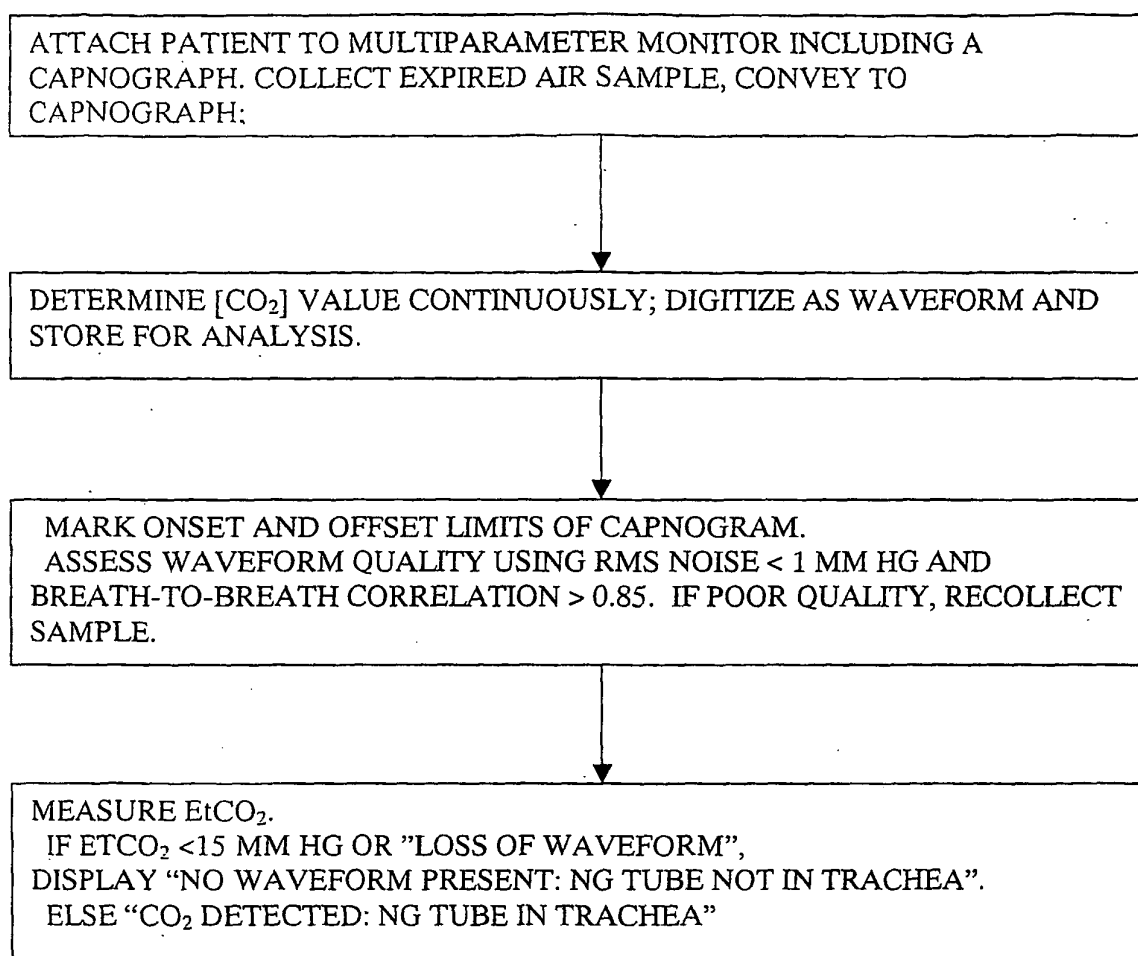 ATTACH PATIENT TO MULTIPARAMETER MONITOR INCLUDING A
CAPNOGRAPH. COLLECT EXPIRED AIR SAMPLE, CONVEY TO
CAPNOGRAPH;
DETERMINE [CO₂] VALUE CONTINUOUSLY; DIGITIZE AS WAVEFORM AND
STORE FOR ANALYSIS.
MARK ONSET AND OFFSET LIMITS OF CAPNOGRAM.
ASSESS WAVEFORM QUALITY USING RMS NOISE < 1 MM HG AND
BREATH-TO-BREATH CORRELATION > 0.85. IF POOR QUALITY, RECOLLECT
SAMPLE.
MEASURE EtCO₂.
IF ETCO₂ <15 MM HG OR ”LOSS OF WAVEFORM”,
DISPLAY “NO WAVEFORM PRESENT: NG TUBE NOT IN TRACHEA”.
ELSE “CO₂ DETECTED: NG TUBE IN TRACHEA”